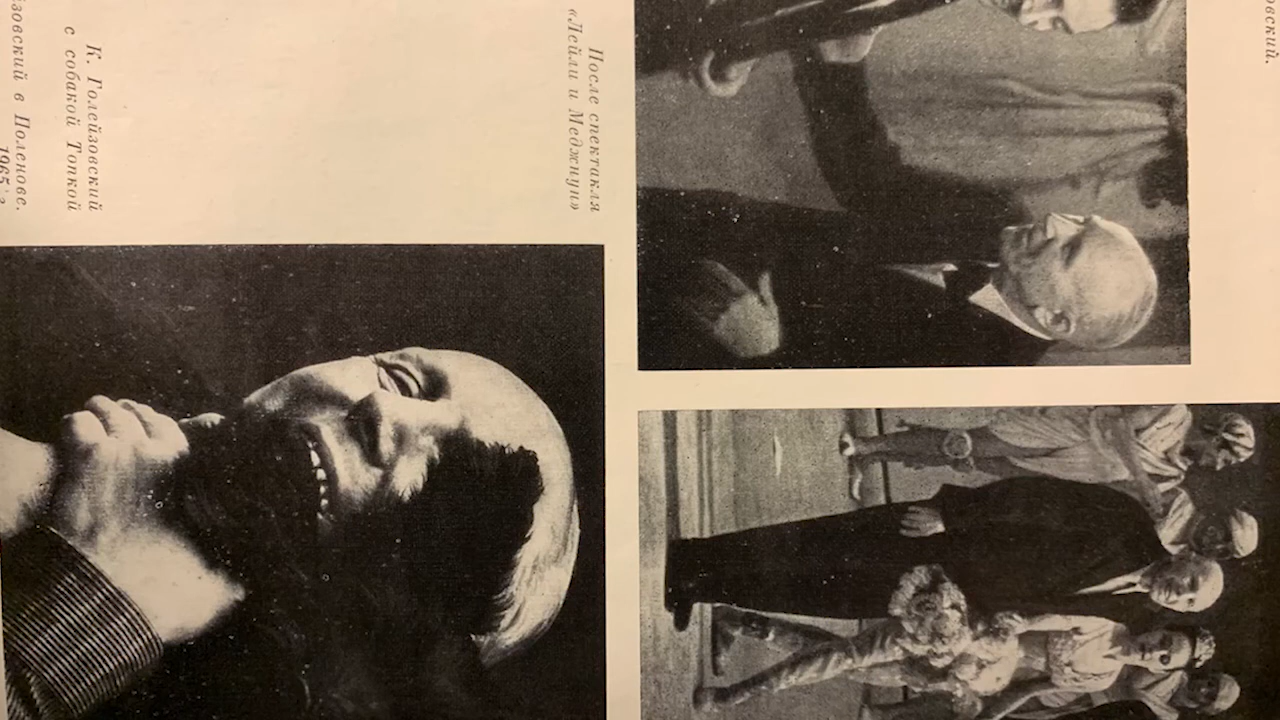 После спектакля
«Лейли и Меджнун»
К. Голейзовский
с собакой Топкой
в Поленове.